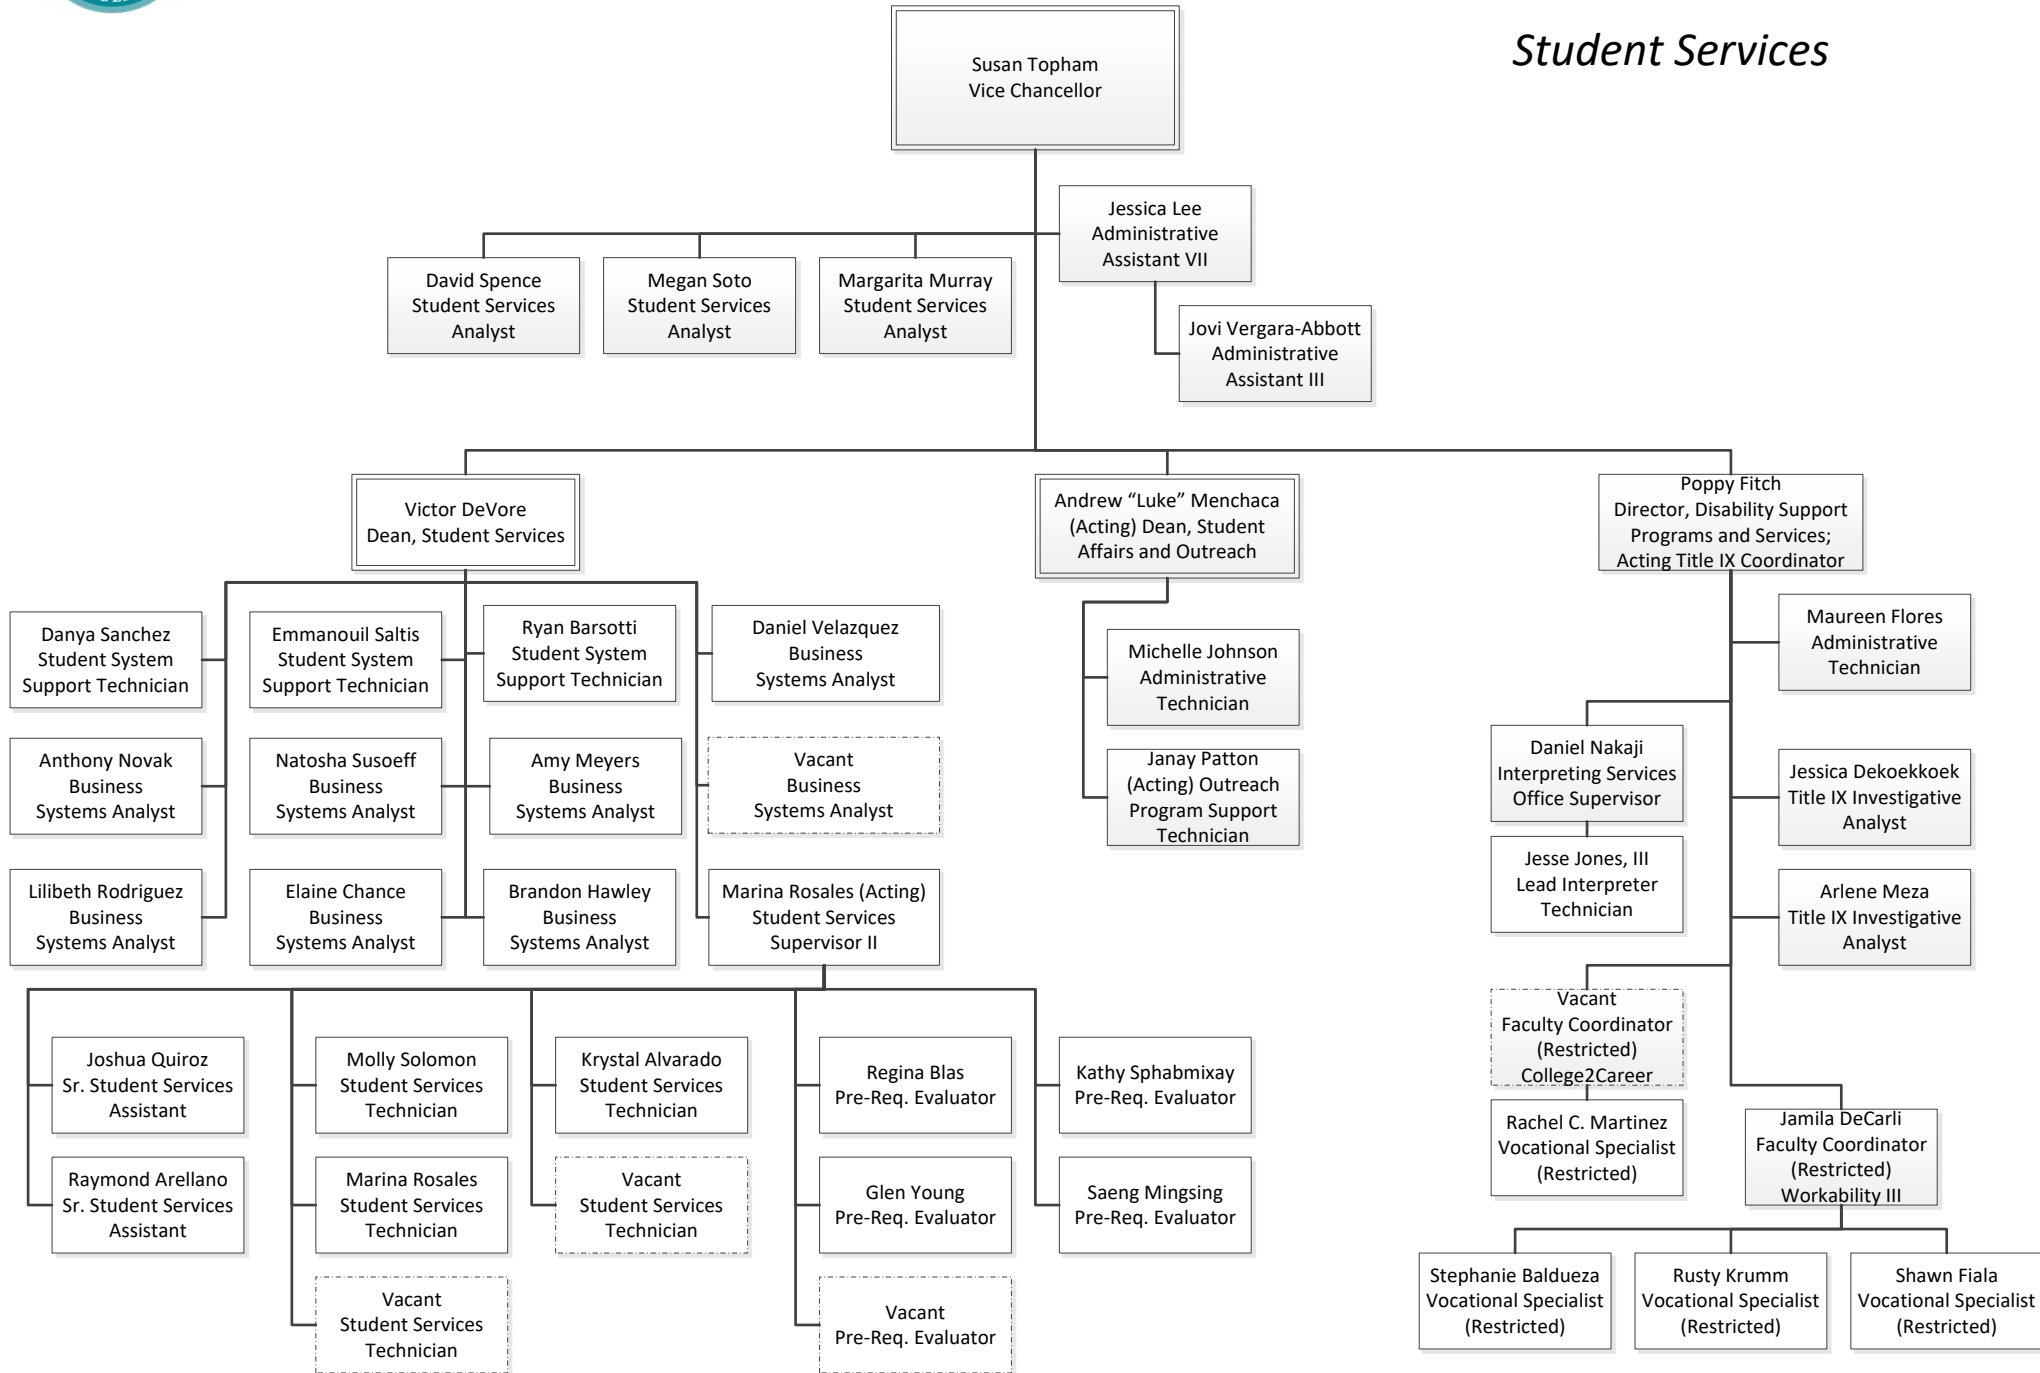 Student Services
Susan Topham
Vice Chancellor
Jessica Lee
Administrative
Assistant VII
David Spence
Student Services
Analyst
Megan Soto
Student Services
Analyst
Margarita Murray
Student Services
Analyst
Jovi Vergara-Abbott
Administrative
Assistant III
Victor DeVore
Dean, Student Services
Andrew “Luke” Menchaca
(Acting) Dean, Student
Affairs and Outreach
Poppy Fitch
Director, Disability Support
Programs and Services;
Acting Title IX Coordinator
Danya Sanchez
Student System
Support Technician
Emmanouil Saltis
Student System
Support Technician
Ryan Barsotti
Student System
Support Technician
Daniel Velazquez
Business
Systems Analyst
Anthony Novak
Business
Systems Analyst
Natosha Susoeff
Business
Systems Analyst
Amy Meyers
Business
Systems Analyst
Vacant
Business
Systems Analyst
Lilibeth Rodriguez
Business
Systems Analyst
Elaine Chance
Business
Systems Analyst
Brandon Hawley
Business
Systems Analyst
Marina Rosales (Acting)
Student Services
Supervisor II
Michelle Johnson
Administrative
Technician
Janay Patton
(Acting) Outreach
Program Support
Technician
Maureen Flores
Administrative
Technician
Daniel Nakaji
Interpreting Services
Office Supervisor
Jessica Dekoekkoek
Title IX Investigative
Analyst
Jesse Jones, III
Lead Interpreter
Technician
Arlene Meza
Title IX Investigative
Analyst
Vacant
Faculty Coordinator
(Restricted)
College2Career
Rachel C. Martinez
Vocational Specialist
(Restricted)
Jamila DeCarli
Faculty Coordinator
(Restricted)
Workability III
Stephanie Baldueza
Vocational Specialist
(Restricted)
Rusty Krumm
Vocational Specialist
(Restricted)
Shawn Fiala
Vocational Specialist
(Restricted)
Joshua Quiroz
Sr. Student Services
Assistant
Molly Solomon
Student Services
Technician
Krystal Alvarado
Student Services
Technician
Regina Blas
Pre-Req. Evaluator
Kathy Sphabmixay
Pre-Req. Evaluator
Raymond Arellano
Sr. Student Services
Assistant
Marina Rosales
Student Services
Technician
Vacant
Student Services
Technician
Glen Young
Pre-Req. Evaluator
Saeng Mingsing
Pre-Req. Evaluator
Vacant
Student Services
Technician
Vacant
Pre-Req. Evaluator